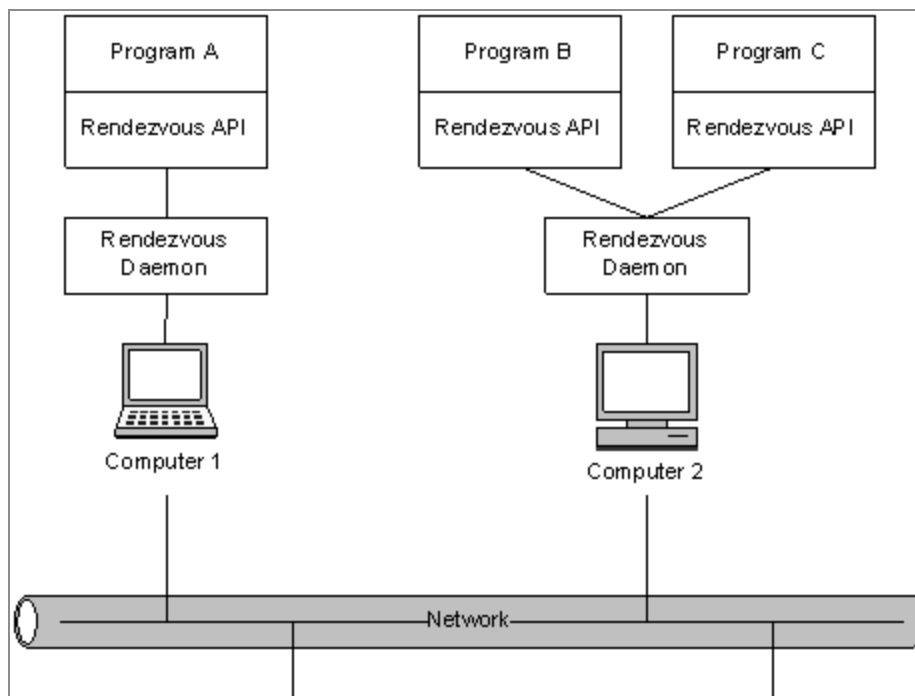 Program A
Rendezvous API
Program B
Rendezvous API
Program C
Rendezvous API
Rendezvous
Daemon
Rendezvous
Daemon
Computer 1
Computer 2
Network